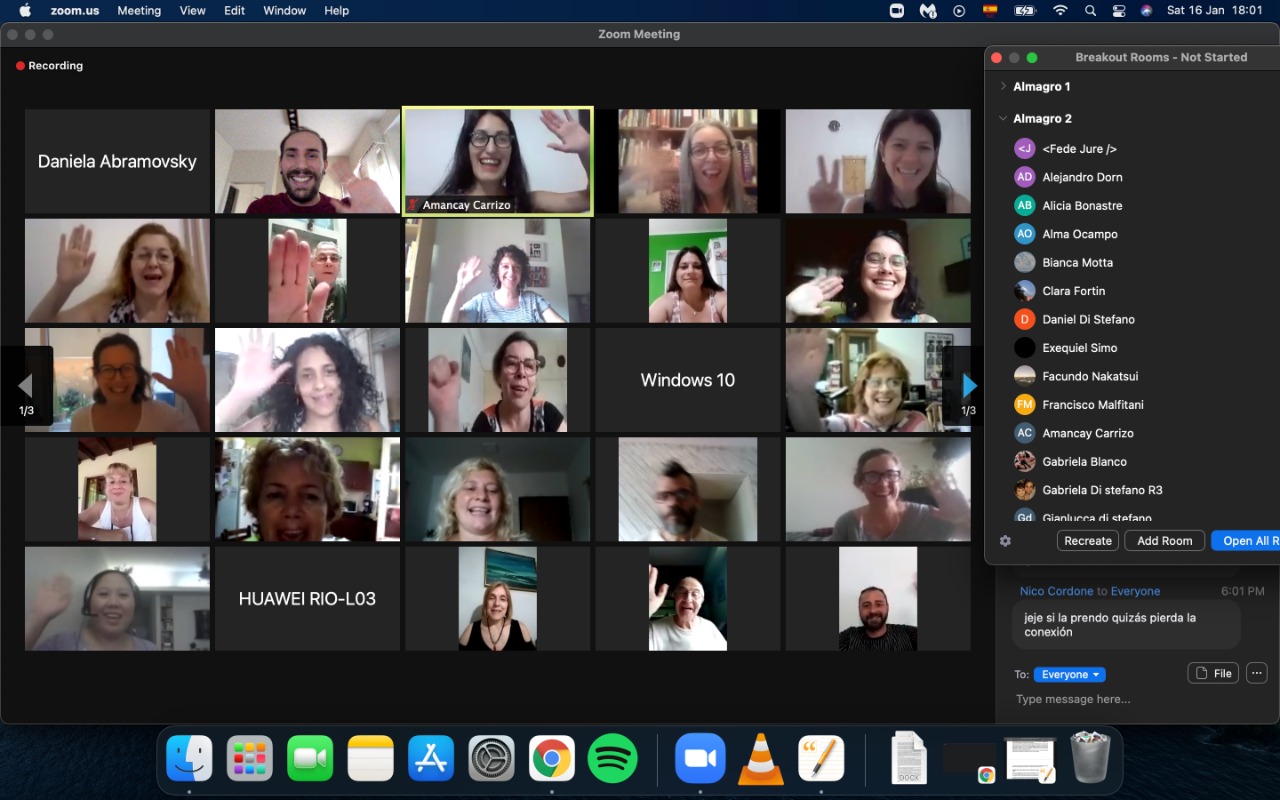 zoom.us Meeting View Edit Window Help Sat 16 Jan 18:01
Zoom Meeting
Recording
Breakout Rooms - Not Started
Almagro 1
Almagro 2
<J <Fede Jure />
AD Alejandro Dorn
AB Alicia Bonastre
AO Alma Ocampo
Bianca Motta
Clara Fortin
D Daniel Di Stefano
Exequiel Simo
Facundo Nakatsui
FM Francisco Malfitani
AC Amancay Carrizo
Gabriela Blanco
Gabriela Di stefano R3
Gd Gianlucca di stefano
Recreate Add Room Open All R
Daniela Abramovsky
Amancay Carrizo
Windows 10
1/3 1/3
HUAWEI RIO-L03
Nico Cordone to Everyone 6:01 PM
jeje si la prendo quizás pierda la
conexión
To: Everyone File
Type message here...
DOCX